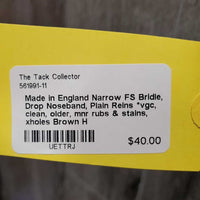 The Tack Collector
561991-11
Made in England Narrow FS Bridle,
Drop Noseband, Plain Reins *vgc,
clean, older, mnr rubs & stains,
xholes Brown H
$40.00
UETTRJ